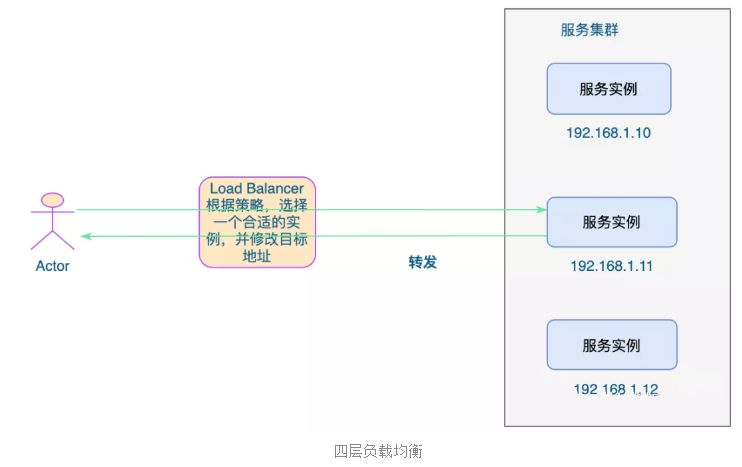 服务集群
服务实例
192.168.1.10
Load Balancer
根据策略，选择
一个合适的实
例，并修改目标
地址
服务实例
192.168.1.11
Actor
转发
服务实例
192 168 1.12
四层负载均衡